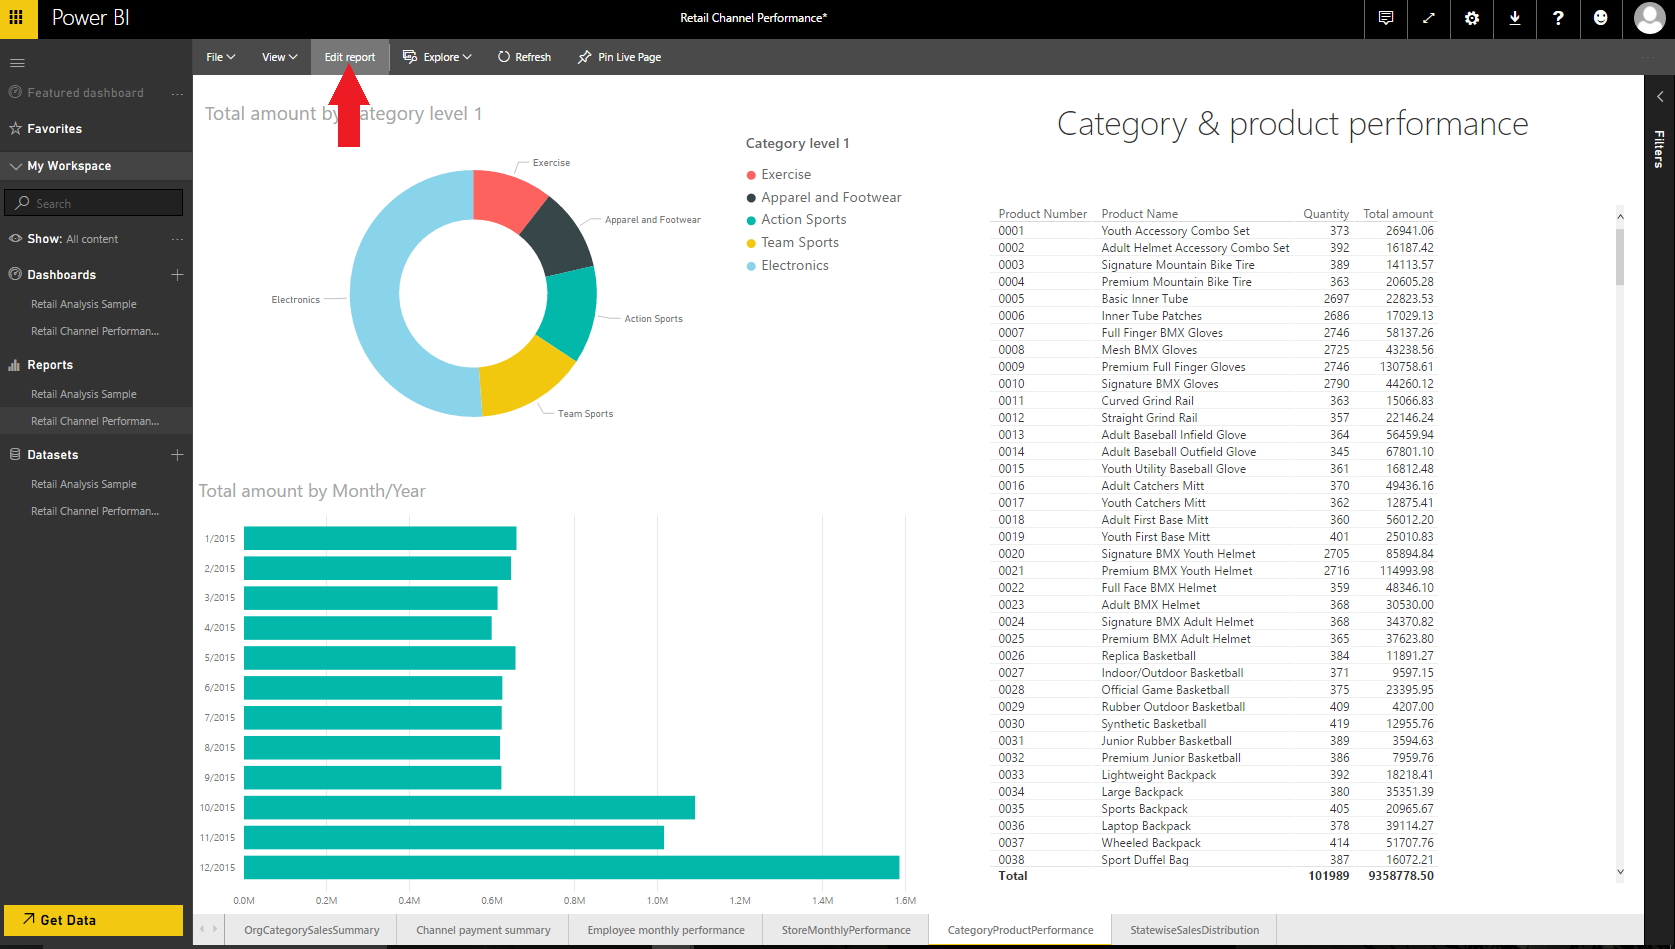 Power BI
Retail Channel Performance*
File
View
Edit report
Explore
Refresh
Pin Live Page
Featured dashboard
Favorites
My Workspace
Search
Show: All content
Dashboards
Retail Analysis Sample
Retail Channel Performan...
Reports
Retail Analysis Sample
Retail Channel Performan...
Datasets
Retail Analysis Sample
Retail Channel Performan...
Get Data
Total amount by category level 1
Exercise
Apparel and Footwear
Action Sports
Team Sports
Electronics
Category level 1
Exercise
Apparel and Footwear
Action Sports
Team Sports
Electronics
Total amount by Month/Year
1/2015
2/2015
3/2015
4/2015
5/2015
6/2015
7/2015
8/2015
9/2015
10/2015
11/2015
12/2015
0.0M 0.2M 0.4M 0.6M 0.8M 1.0M 1.2M 1.4M 1.6M
Category & product performance
Product Number Product Name Quantity Total amount
0001 Youth Accessory Combo Set 373 26941.06
0002 Adult Helmet Accessory Combo Set 392 16187.42
0003 Signature Mountain Bike Tire 389 14113.57
0004 Premium Mountain Bike Tire 363 20605.28
0005 Basic Inner Tube 2697 22823.53
0006 Inner Tube Patches 2686 17029.13
0007 Full Finger BMX Gloves 2746 58137.26
0008 Mesh BMX Gloves 2725 43238.56
0009 Premium Full Finger Gloves 2746 130758.61
0010 Signature BMX Gloves 2790 44260.12
0011 Curved Grind Rail 363 15066.83
0012 Straight Grind Rail 357 22146.24
0013 Adult Baseball Infield Glove 364 56459.94
0014 Adult Baseball Outfield Glove 345 67801.10
0015 Youth Utility Baseball Glove 361 16812.48
0016 Adult Catchers Mitt 370 49436.16
0017 Youth Catchers Mitt 362 12875.41
0018 Adult First Base Mitt 360 56012.20
0019 Youth First Base Mitt 401 25010.83
0020 Signature BMX Youth Helmet 2705 85894.84
0021 Premium BMX Youth Helmet 2716 114993.98
0022 Full Face BMX Helmet 359 48346.10
0023 Adult BMX Helmet 368 30530.00
0024 Signature BMX Adult Helmet 368 34370.82
0025 Premium BMX Adult Helmet 365 37623.80
0026 Replica Basketball 384 11891.27
0027 Indoor/Outdoor Basketball 371 9597.15
0028 Official Game Basketball 375 23395.95
0029 Rubber Outdoor Basketball 409 4207.00
0030 Synthetic Basketball 419 12955.76
0031 Junior Rubber Basketball 389 3594.63
0032 Premium Junior Basketball 386 7959.76
0033 Lightweight Backpack 392 18218.41
0034 Large Backpack 380 35351.39
0035 Sports Backpack 405 20965.67
0036 Laptop Backpack 378 39114.27
0037 Wheeled Backpack 414 51707.76
0038 Sport Duffel Bag 387 16072.21
Total 101989 9358778.50
Filters
OrgCategorySalesSummary
Channel payment summary
Employee monthly performance
StoreMonthlyPerformance
CategoryProductPerformance
StatewiseSalesDistribution